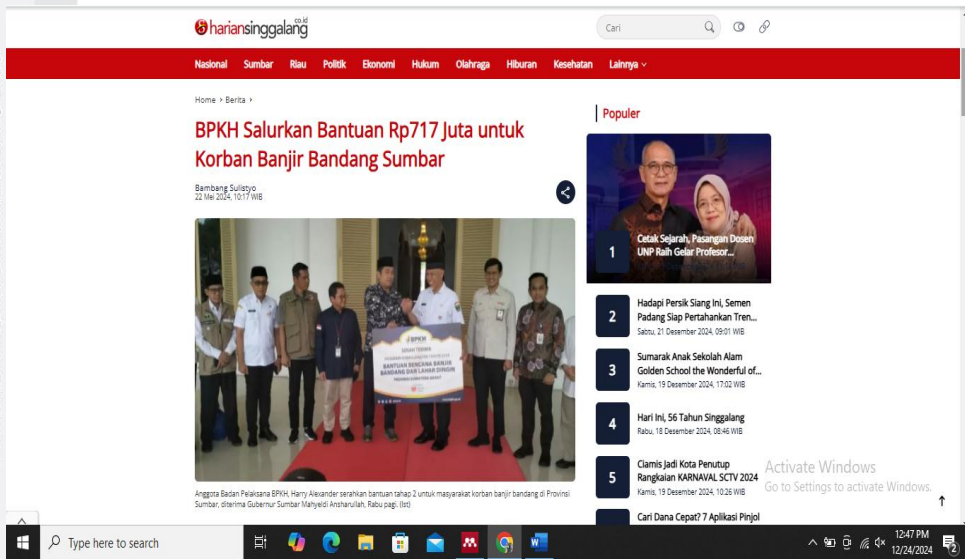 hariansinggalang
co.id
Cari
Nasional Sumbar Riau Politik Ekonomi Hukum Olahraga Hiburan Kesehatan Lainnya
Home › Berita ›
BPKH Salurkan Bantuan Rp717 Juta untuk
Korban Banjir Bandang Sumbar
Bambang Sulistyo
22 Mei 2024, 10:17 WIB
BPKH
BANTUAN BENCANA BANJIR
BANDANG DAN LAHAR DINGIN
Anggota Badan Pelaksana BPKH, Harry Alexander serahkan bantuan tahap 2 untuk masyarakat korban banjir bandang di Provinsi
Sumbar, diterima Gubernur Sumbar Mahyeldi Ansharullah, Rabu pagi. (Ist)
Populer
1
Cetak Sejarah, Pasangan Dosen
UNP Raih Gelar Profesor...
2
Hadapi Persik Siang Ini, Semen
Padang Siap Pertahankan Tren...
Sabtu, 21 Desember 2024, 09:01 WIB
3
Sumarak Anak Sekolah Alam
Golden School the Wonderful of...
Kamis, 19 Desember 2024, 17:02 WIB
4
Hari Ini, 56 Tahun Singgalang
Rabu, 18 Desember 2024, 08:46 WIB
5
Ciamis Jadi Kota Penutup
Rangkaian KARNAVAL SCTV 2024
Kamis, 19 Desember 2024, 10:26 WIB
Cari Dana Cepat? 7 Aplikasi Pinjol
Activate Windows
Go to Settings to activate Windows.
Type here to search
12:47 PM
12/24/2024
2